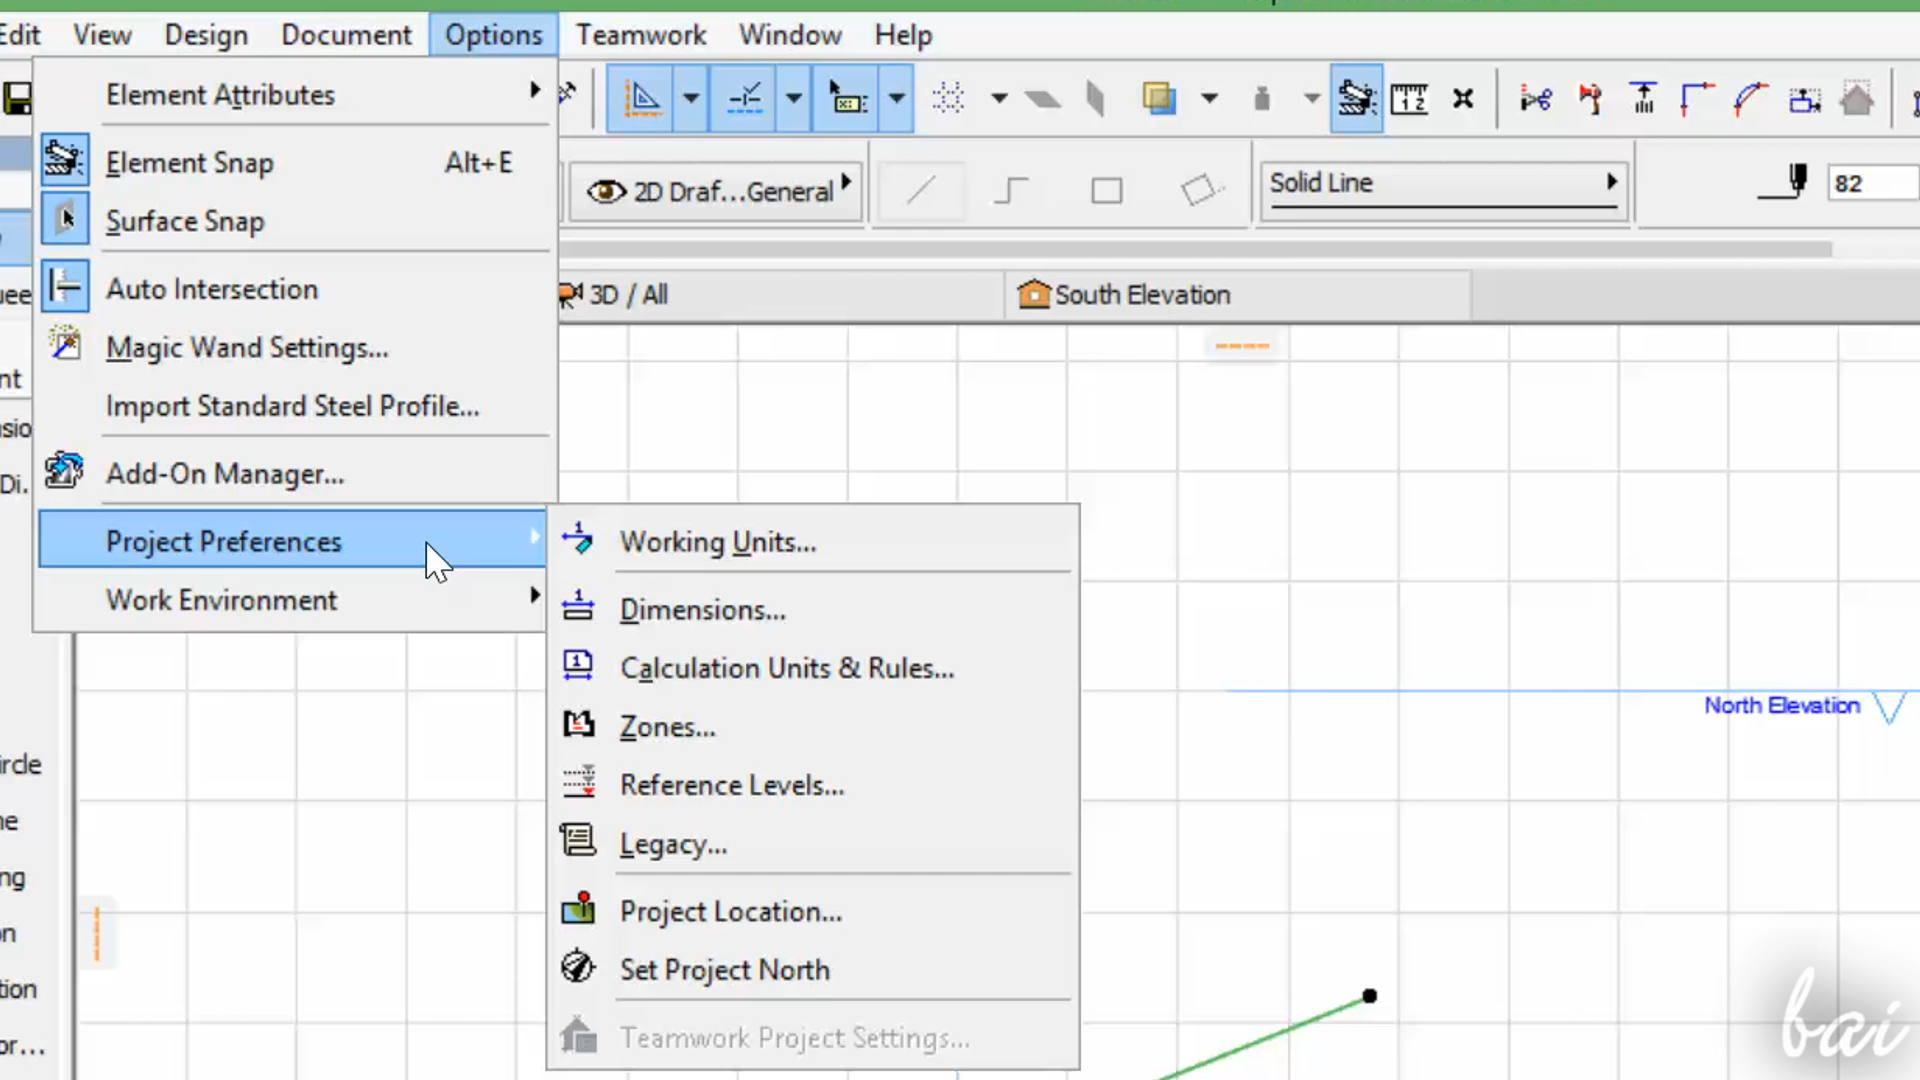 Edit View Design Document Options Teamwork Window Help
Element Attributes
Element Snap Alt+E
Surface Snap
Auto Intersection
Magic Wand Settings...
Import Standard Steel Profile...
Add-On Manager...
Project Preferences
Work Environment
2D Draf...General
Solid Line
82
3D / All
South Elevation
Working Units...
Dimensions...
Calculation Units & Rules...
Zones...
Reference Levels...
Legacy...
Project Location...
Set Project North
Teamwork Project Settings...
North Elevation
bai